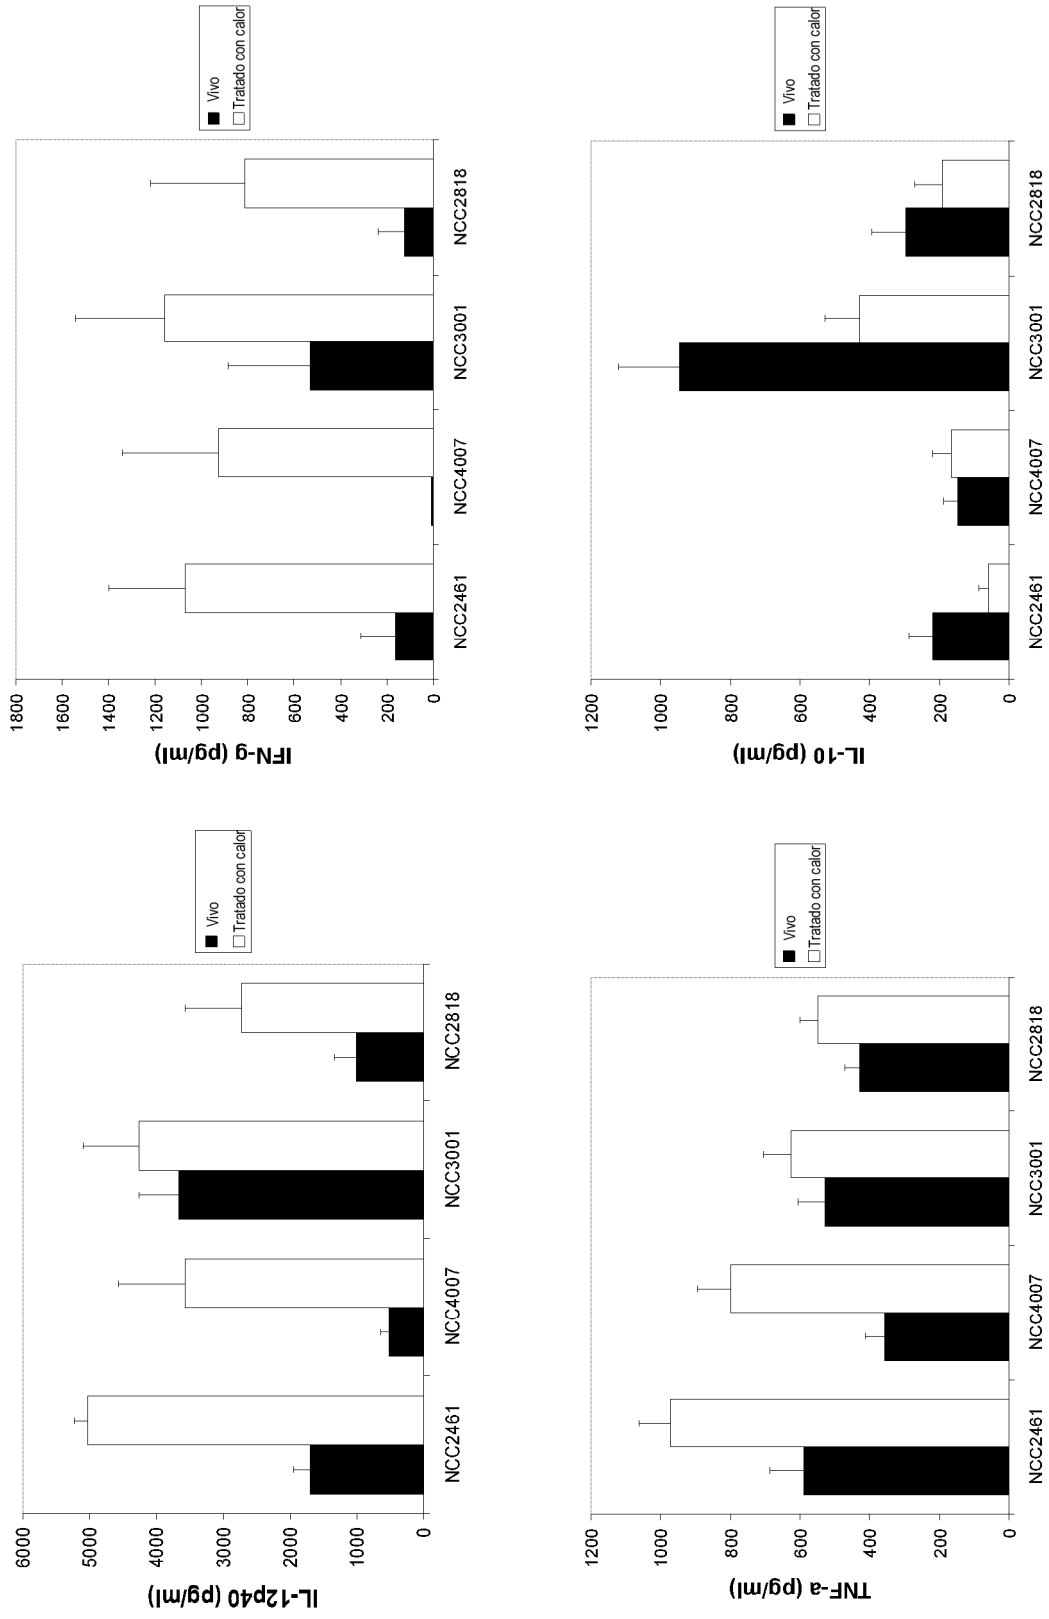 IL-12p40 (pg/ml)
6000
5000
4000
3000
2000
1000
0
NCC2461
NCC4007
NCC3001
NCC2818
Vivo
Tratado con calor
IFN-g (pg/ml)
1800
1600
1400
1200
1000
800
600
400
200
0
NCC2461
NCC4007
NCC3001
NCC2818
Vivo
Tratado con calor
TNF-a (pg/ml)
1200
1000
800
600
400
200
0
NCC2461
NCC4007
NCC3001
NCC2818
Vivo
Tratado con calor
IL-10 (pg/ml)
1200
1000
800
600
400
200
0
NCC2461
NCC4007
NCC3001
NCC2818
Vivo
Tratado con calor